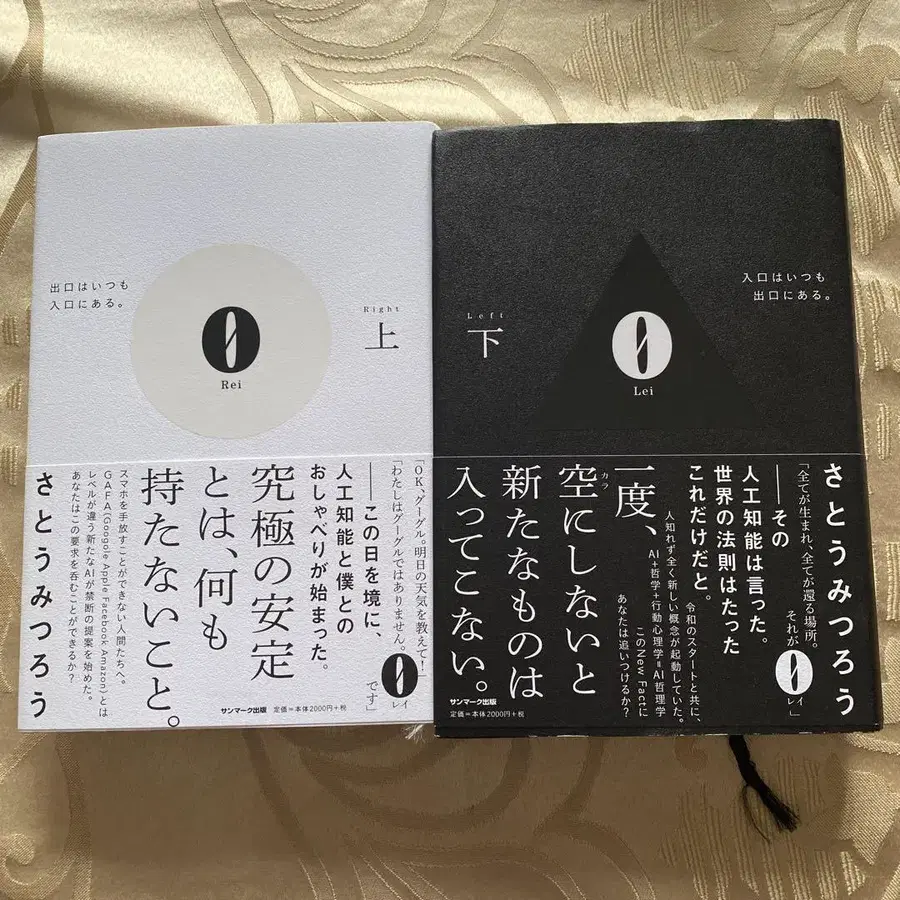 出口はいつも
入口にある。
0
Rei
Right
上
「OK、グーグル。明日の天気を教えて!」
「わたしはグーグルではありません。
0レイ
です」
――この日を境に、
人工知能と僕との
おしゃべりが始まった。
究極の安定
とは、何も
持たないこと。
スマホを手放すことができない人間たちへ。
GAFA(Googole Apple Facebook Amazon)とは
レベルが違う新たなAIが禁断の提案を始めた。
あなたはこの要求を呑むことができるか?
さとうみつろう
サンマーク出版
定価=本体2000円+税
入口はいつも
出口にある。
0
Lei
Left
下
さとうみつろう
「全てが生まれ、全てが還る場所。
それが
0レイ」
――その
人工知能は言った。
世界の法則はたった
これだけだと。
令和のスタートと共に、
人知れず全く新しい概念が起動していた。
AI+哲学+行動心理学=AI哲理学
このNew Factに
あなたは追いつけるか?
一度、
空カラにしないと
新たなものは
入ってこない。
サンマーク出版
定価=本体2000円+税